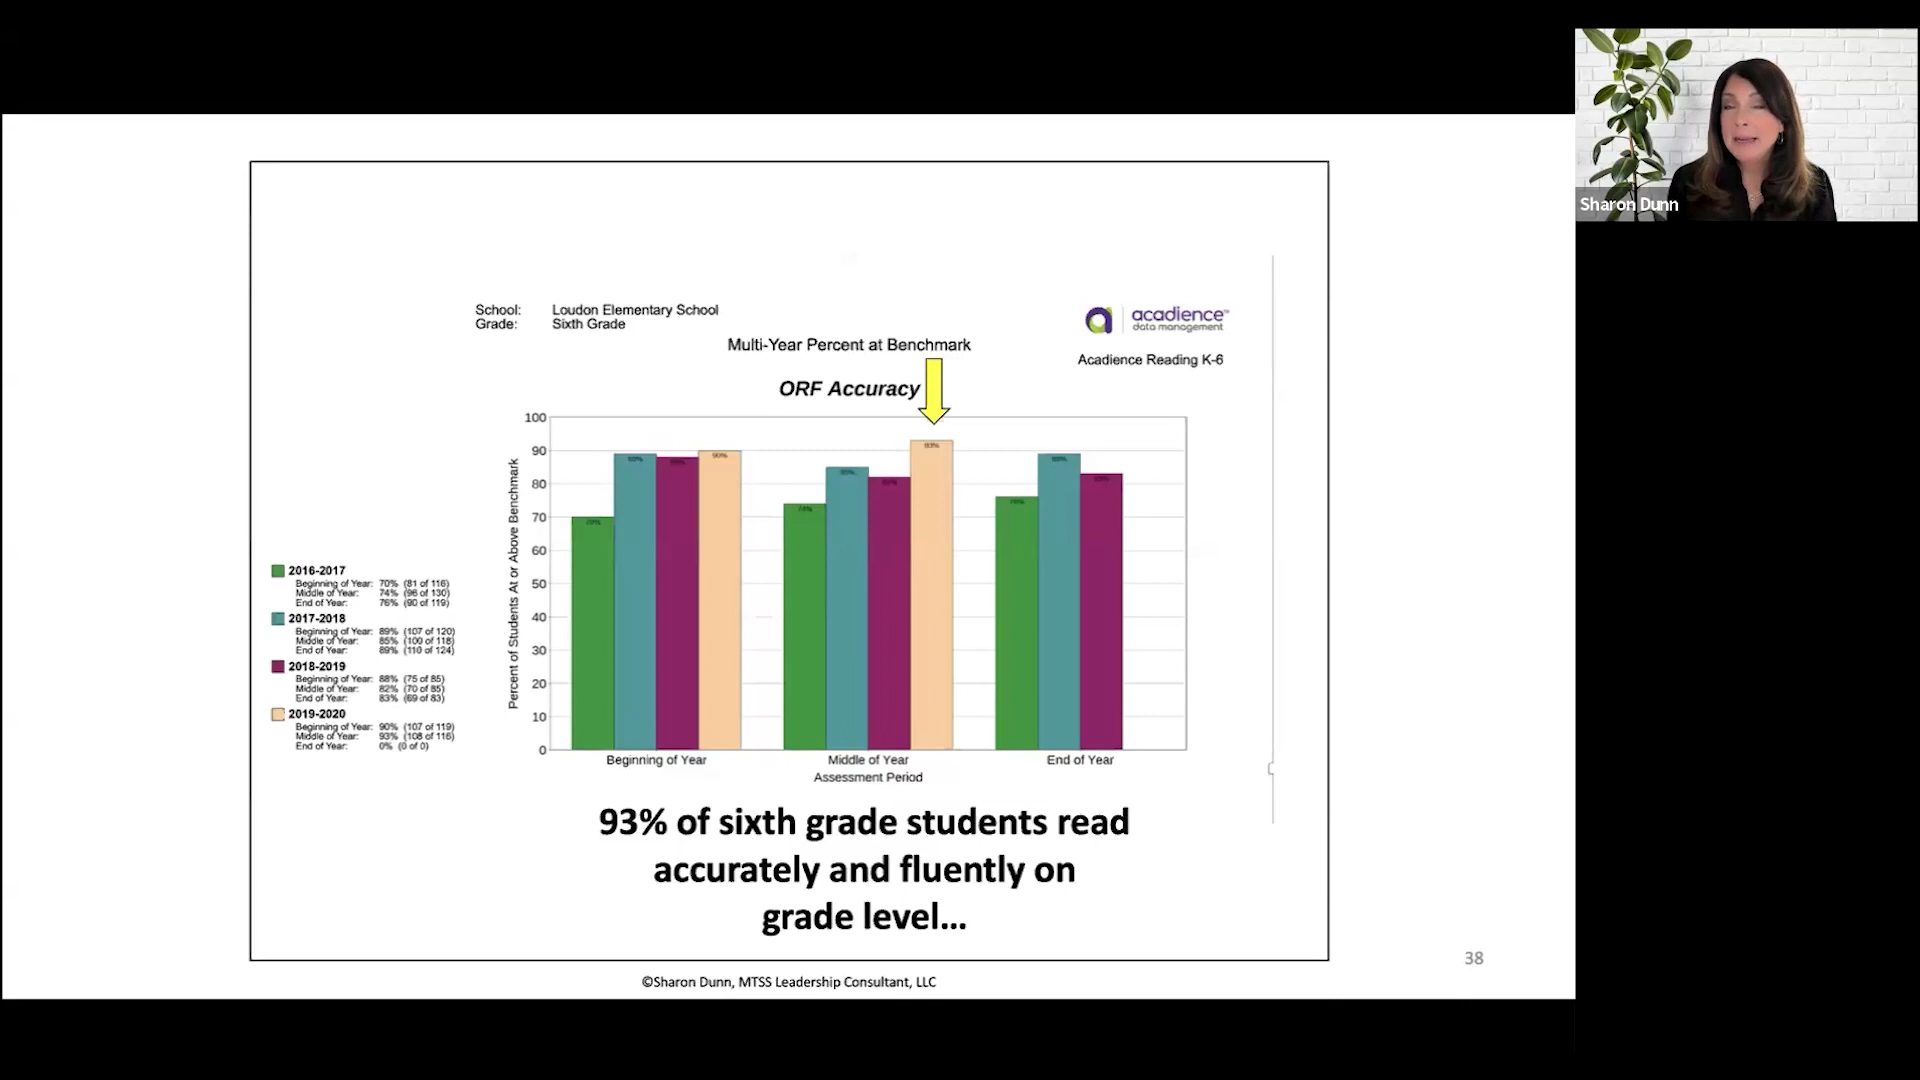 Sharon Dunn
School: Loudon Elementary School
Grade: Sixth Grade
acadience™
data management
Multi-Year Percent at Benchmark
Acadience Reading K-6
ORF Accuracy
Percent of Students At or Above Benchmark
100
90
80
70
60
50
40
30
20
10
0
70%
90%
74%
93%
Beginning of Year
Middle of Year
End of Year
Assessment Period
2016-2017
Beginning of Year: 70% (81 of 116)
Middle of Year: 74% (96 of 130)
End of Year: 76% (90 of 119)
2017-2018
Beginning of Year: 89% (107 of 120)
Middle of Year: 85% (100 of 118)
End of Year: 89% (110 of 124)
2018-2019
Beginning of Year: 88% (75 of 85)
Middle of Year: 82% (70 of 85)
End of Year: 83% (69 of 83)
2019-2020
Beginning of Year: 90% (107 of 119)
Middle of Year: 93% (108 of 116)
End of Year: 0% (0 of 0)
93% of sixth grade students read
accurately and fluently on
grade level...
38
©Sharon Dunn, MTSS Leadership Consultant, LLC